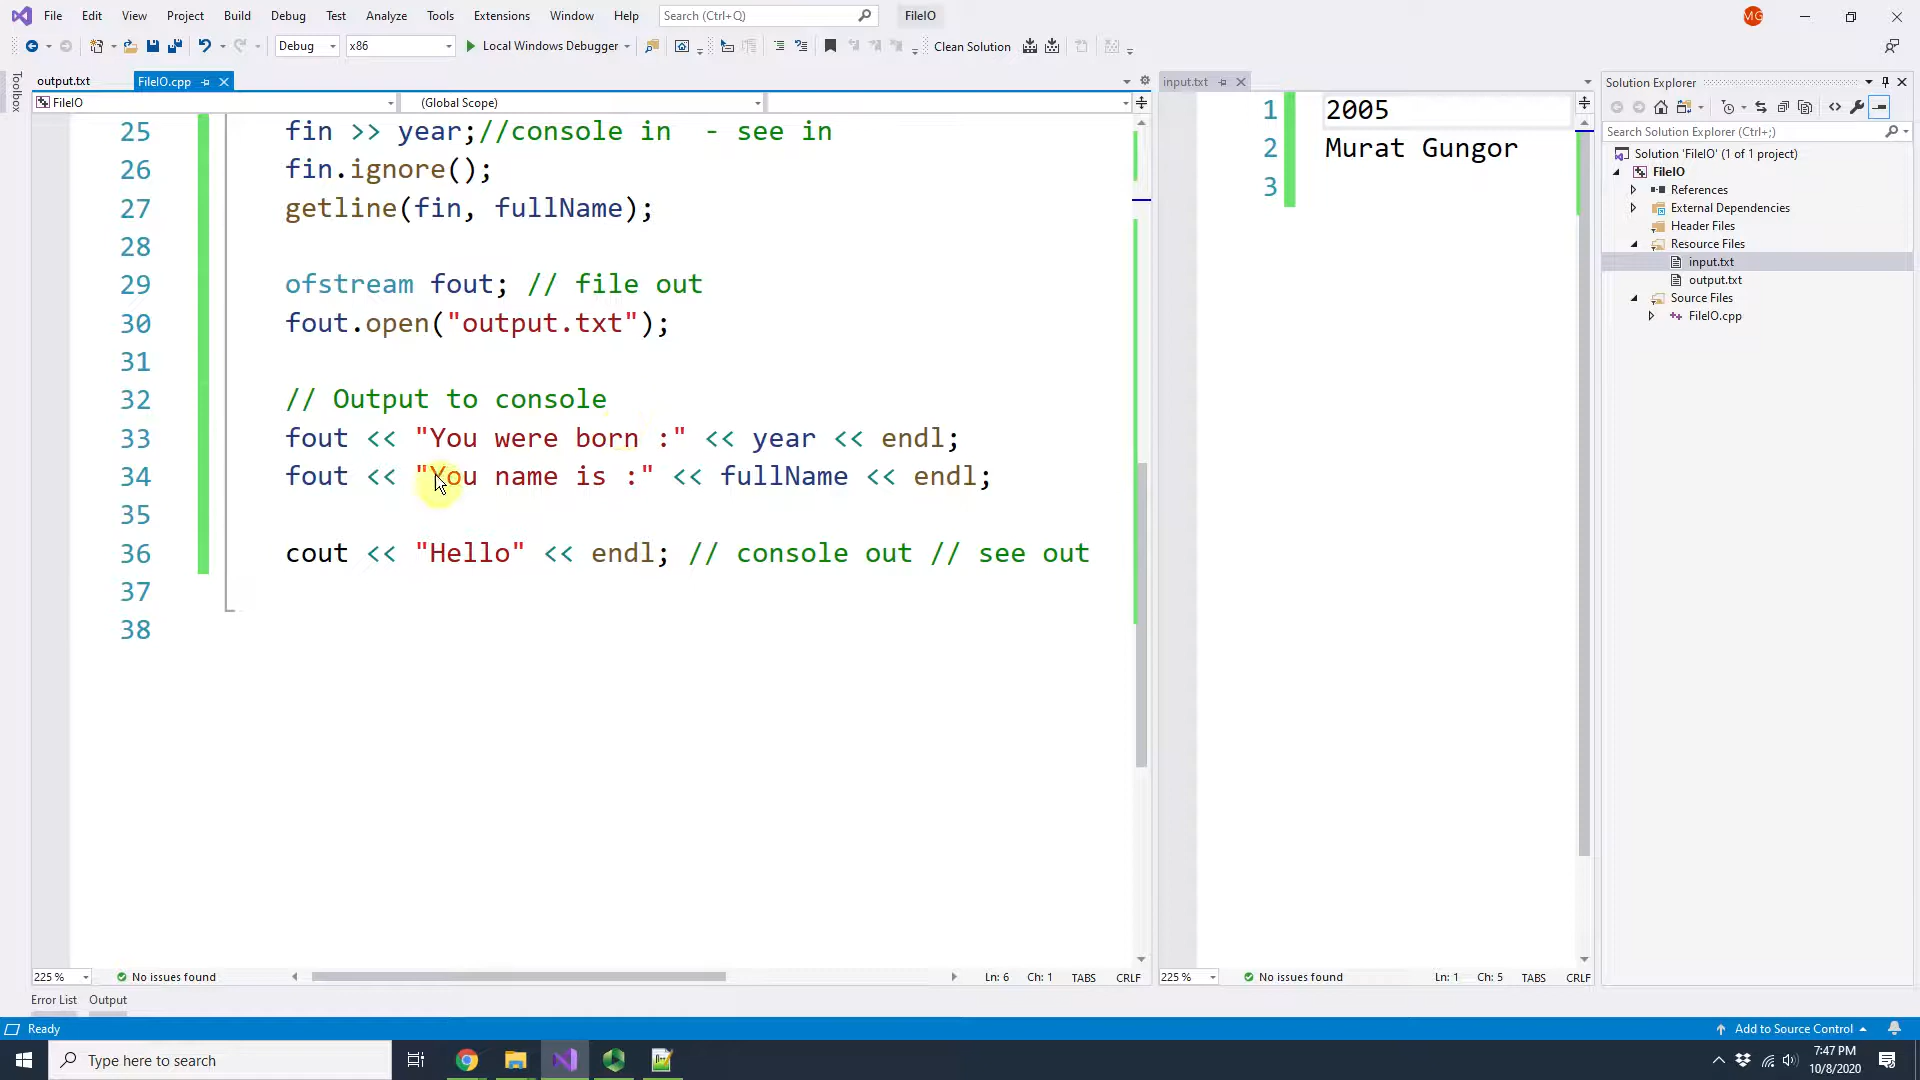 File Edit View Project Build Debug Test Analyze Tools Extensions Window Help Search (Ctrl+Q) FileIO MG
Debug x86 Local Windows Debugger Clean Solution
Toolbox
output.txt FileIO.cpp
FileIO (Global Scope)
25 fin >> year;//console in  - see in
26 fin.ignore();
27 getline(fin, fullName);
28
29 ofstream fout; // file out
30 fout.open("output.txt");
31
32 // Output to console
33 fout << "You were born :" << year << endl;
34 fout << "You name is :" << fullName << endl;
35
36 cout << "Hello" << endl; // console out // see out
37
38
225 % No issues found Ln: 6 Ch: 1 TABS CRLF
input.txt
1 2005
2 Murat Gungor
3
225 % No issues found Ln: 1 Ch: 5 TABS CRLF
Solution Explorer
Search Solution Explorer (Ctrl+;)
Solution 'FileIO' (1 of 1 project)
FileIO
References
External Dependencies
Header Files
Resource Files
input.txt
output.txt
Source Files
FileIO.cpp
Error List Output
Ready Add to Source Control
Type here to search
7:47 PM
10/8/2020